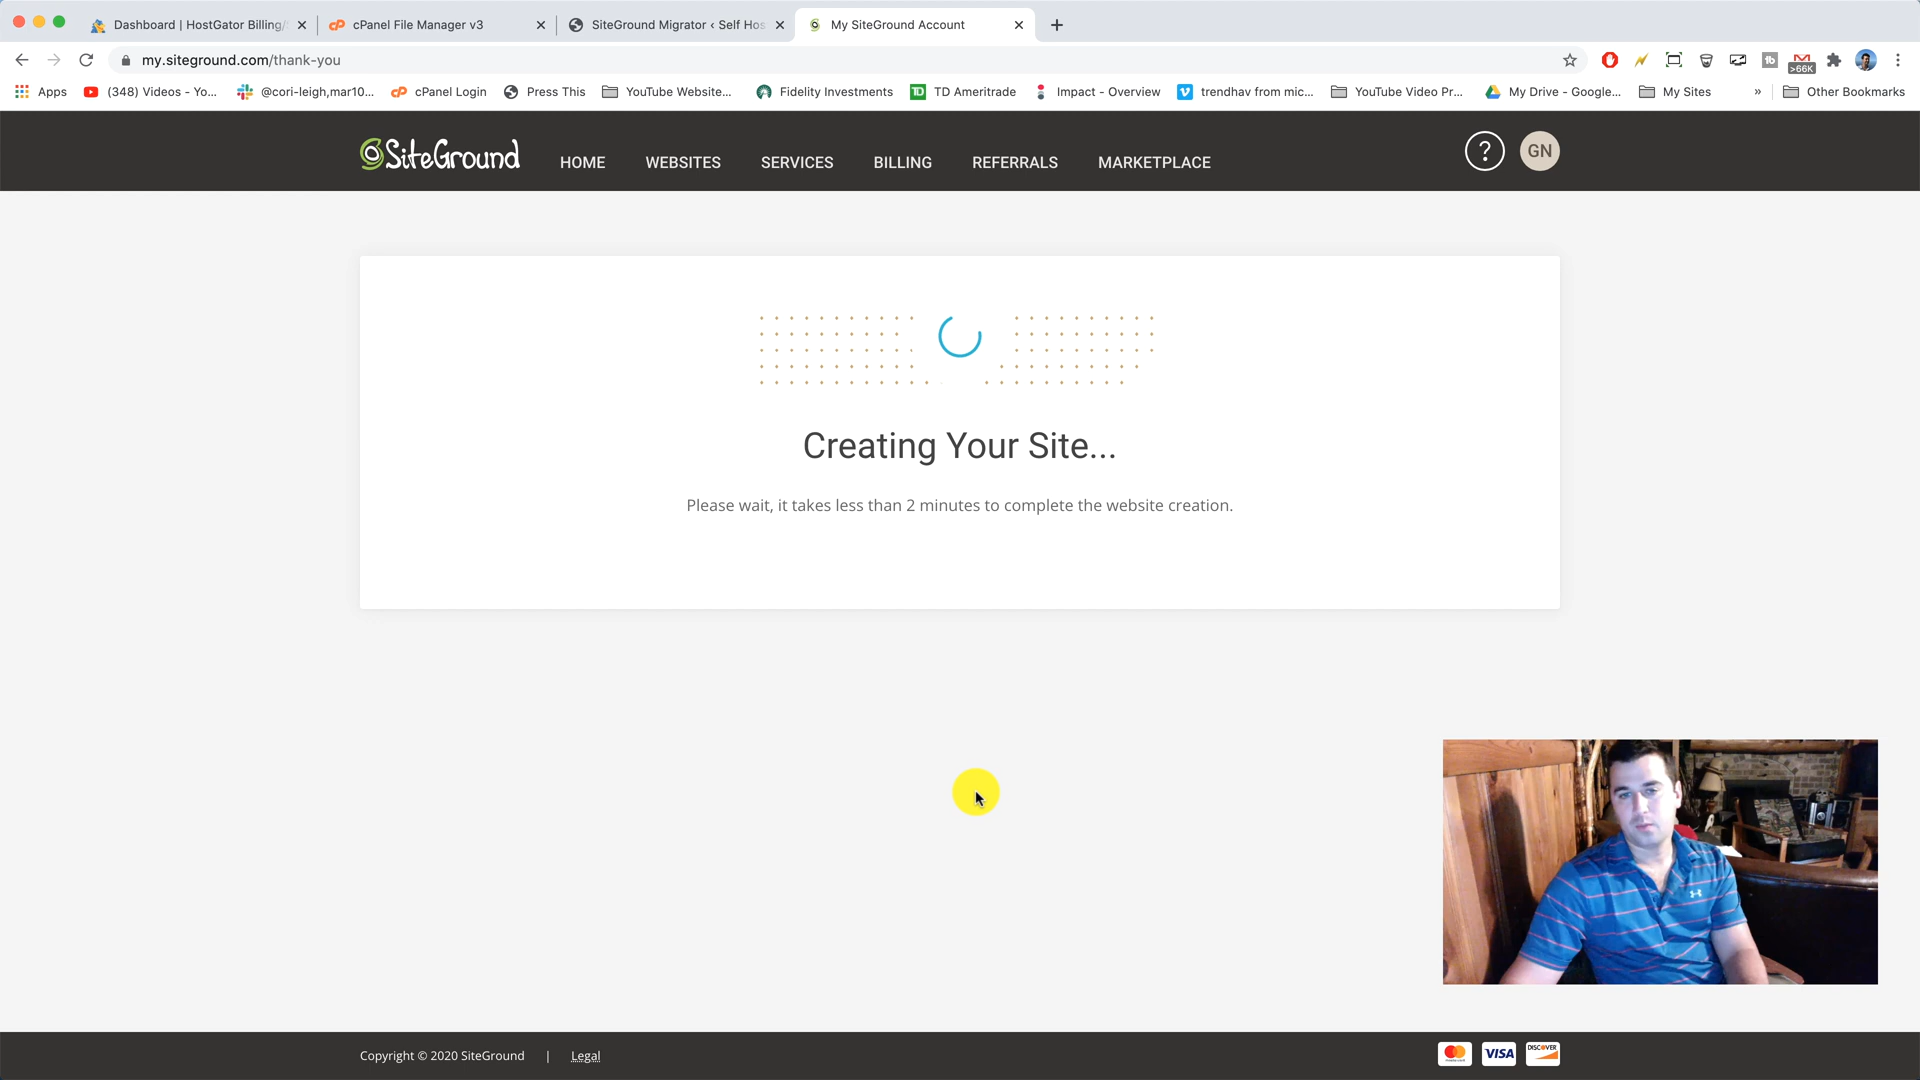 Dashboard | HostGator Billing/
cPanel File Manager v3
SiteGround Migrator ‹ Self Hos
My SiteGround Account
my.siteground.com/thank-you
>66K
Apps
(348) Videos - Yo...
@cori-leigh,mar10...
cP cPanel Login
Press This
YouTube Website...
Fidelity Investments
TD TD Ameritrade
Impact - Overview
trendhav from mic...
YouTube Video Pr...
My Drive - Google...
My Sites
»
Other Bookmarks
SiteGround
HOME
WEBSITES
SERVICES
BILLING
REFERRALS
MARKETPLACE
?
GN
Creating Your Site...
Please wait, it takes less than 2 minutes to complete the website creation.
Copyright © 2020 SiteGround | Legal
VISA
DISCOVER